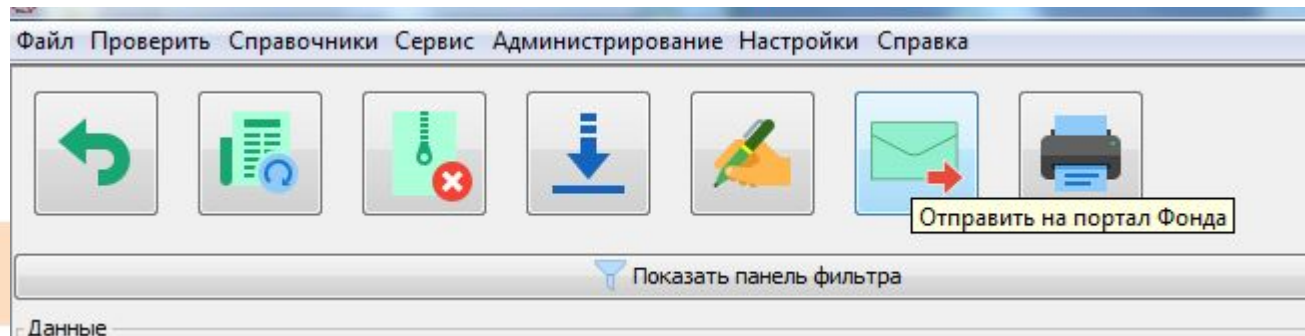 Файл Проверить Справочники Сервис Администрирование Настройки Справка
Отправить на портал Фонда
Показать панель фильтра
Данные